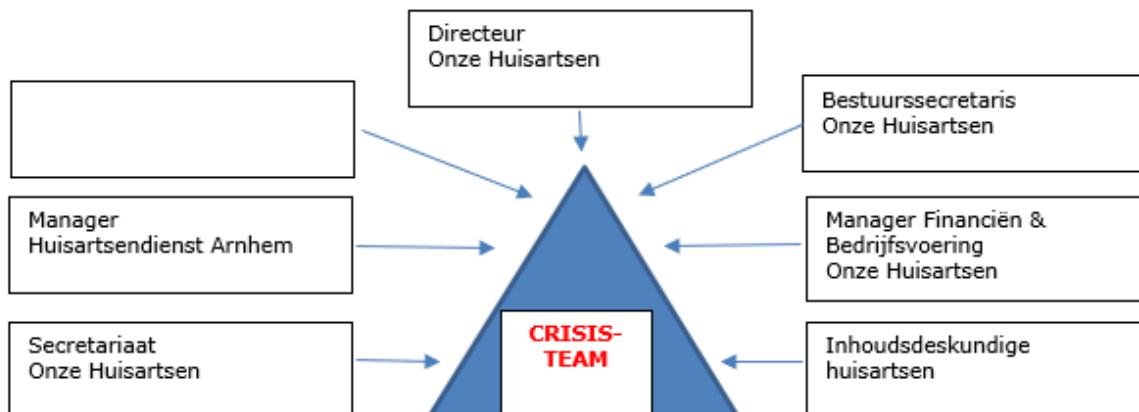 Directeur
Onze Huisartsen
Bestuurssecretaris
Onze Huisartsen
Manager
Huisartsendienst Arnhem
Manager Financiën &
Bedrijfsvoering
Onze Huisartsen
Secretariaat
Onze Huisartsen
CRISIS-
TEAM
Inhoudsdeskundige
huisartsen